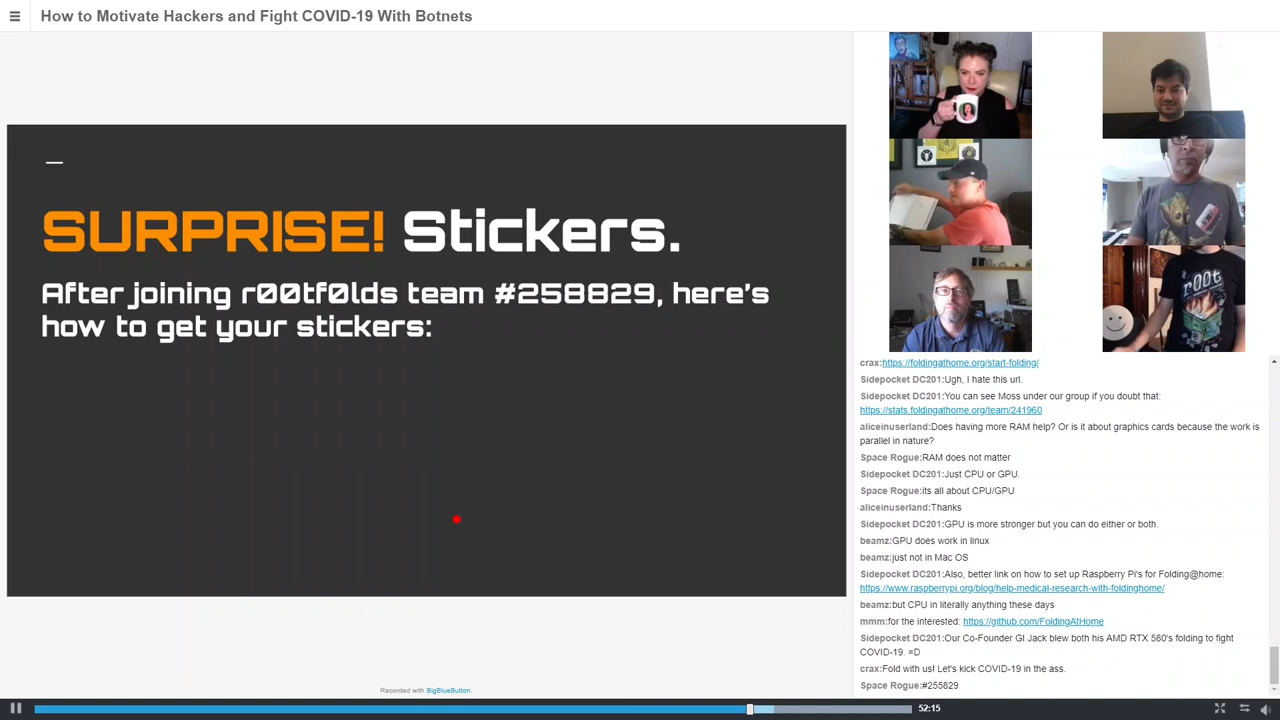 How to Motivate Hackers and Fight COVID-19 With Botnets
SURPRISE! Stickers.
After joining r00tf0lds team #258829, here's
how to get your stickers:
r00t
crax:https://foldingathome.org/start-folding/
Sidepocket DC201:Ugh, I hate this url.
Sidepocket DC201:You can see Moss under our group if you doubt that:
https://stats.foldingathome.org/team/241960
aliceinuserland:Does having more RAM help? Or is it about graphics cards because the work is
parallel in nature?
Space Rogue:RAM does not matter
Sidepocket DC201:Just CPU or GPU.
Space Rogue:its all about CPU/GPU
aliceinuserland:Thanks
Sidepocket DC201:GPU is more stronger but you can do either or both.
beamz:GPU does work in linux
beamz:just not in Mac OS
Sidepocket DC201:Also, better link on how to set up Raspberry Pi's for Folding@home:
https://www.raspberrypi.org/blog/help-medical-research-with-foldinghome/
beamz:but CPU in literally anything these days
mmm:for the interested: https://github.com/FoldingAtHome
Sidepocket DC201:Our Co-Founder GI Jack blew both his AMD RTX 580's folding to fight
COVID-19. =D
crax:Fold with us! Let's kick COVID-19 in the ass.
Space Rogue:#255829
Recorded with BigBlueButton.
52:15